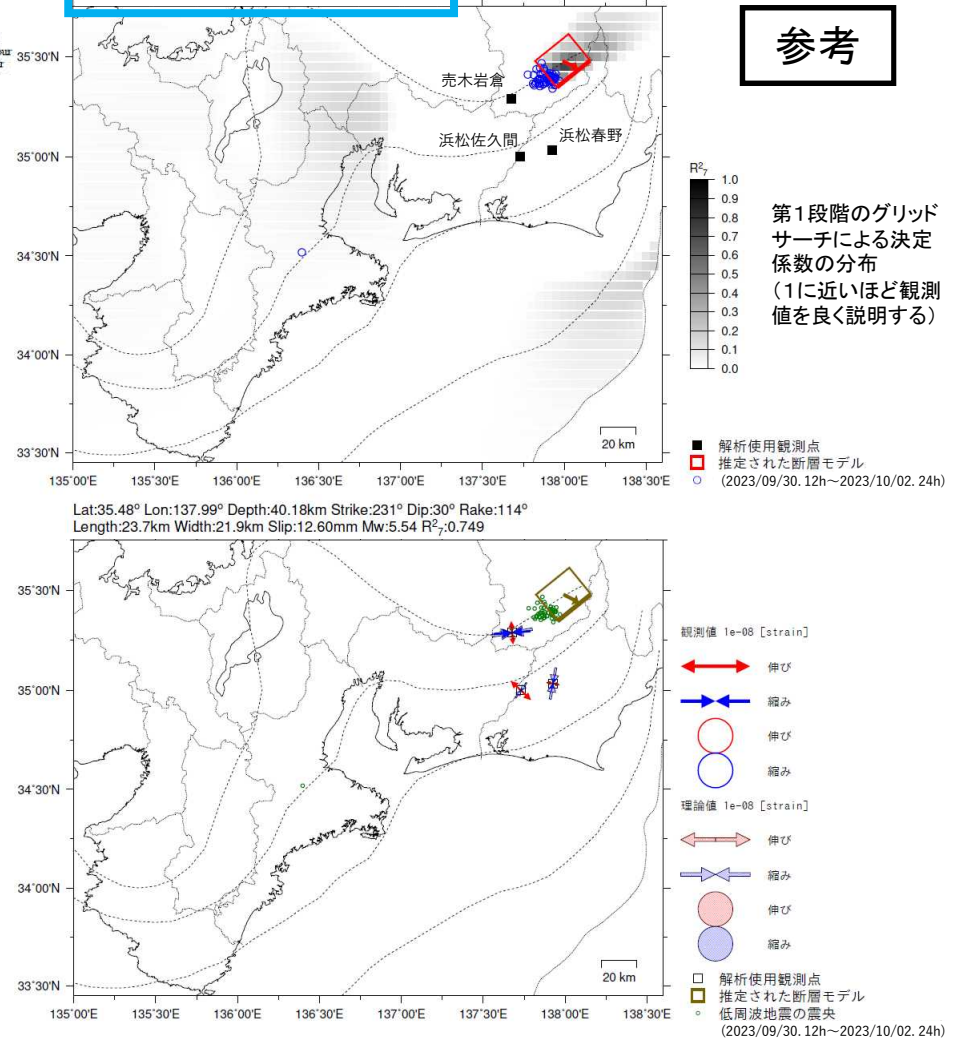 参考
35°30'N
35°00'N
34°30'N
34°00'N
33°30'N
売木岩倉
浜松佐久間
浜松春野
20 km
135°00'E
135°30'E
136°00'E
136°30'E
137°00'E
137°30'E
138°00'E
138°30'E
R²₇
1.0
0.9
0.8
0.7
0.6
0.5
0.4
0.3
0.2
0.1
0.0
第1段階のグリッド
サーチによる決定
係数の分布
(1に近いほど観測
値を良く説明する)
解析使用観測点
推定された断層モデル
(2023/09/30.12h~2023/10/02.24h)
Lat:35.48° Lon:137.99° Depth:40.18km Strike:231° Dip:30° Rake:114°
Length:23.7km Width:21.9km Slip:12.60mm Mw:5.54 R²₇:0.749
35°30'N
35°00'N
34°30'N
34°00'N
33°30'N
20 km
135°00'E
135°30'E
136°00'E
136°30'E
137°00'E
137°30'E
138°00'E
138°30'E
観測値 1e-08 [strain]
伸び
縮み
伸び
縮み
理論値 1e-08 [strain]
伸び
縮み
伸び
縮み
解析使用観測点
推定された断層モデル
低周波地震の震央
(2023/09/30.12h~2023/10/02.24h)